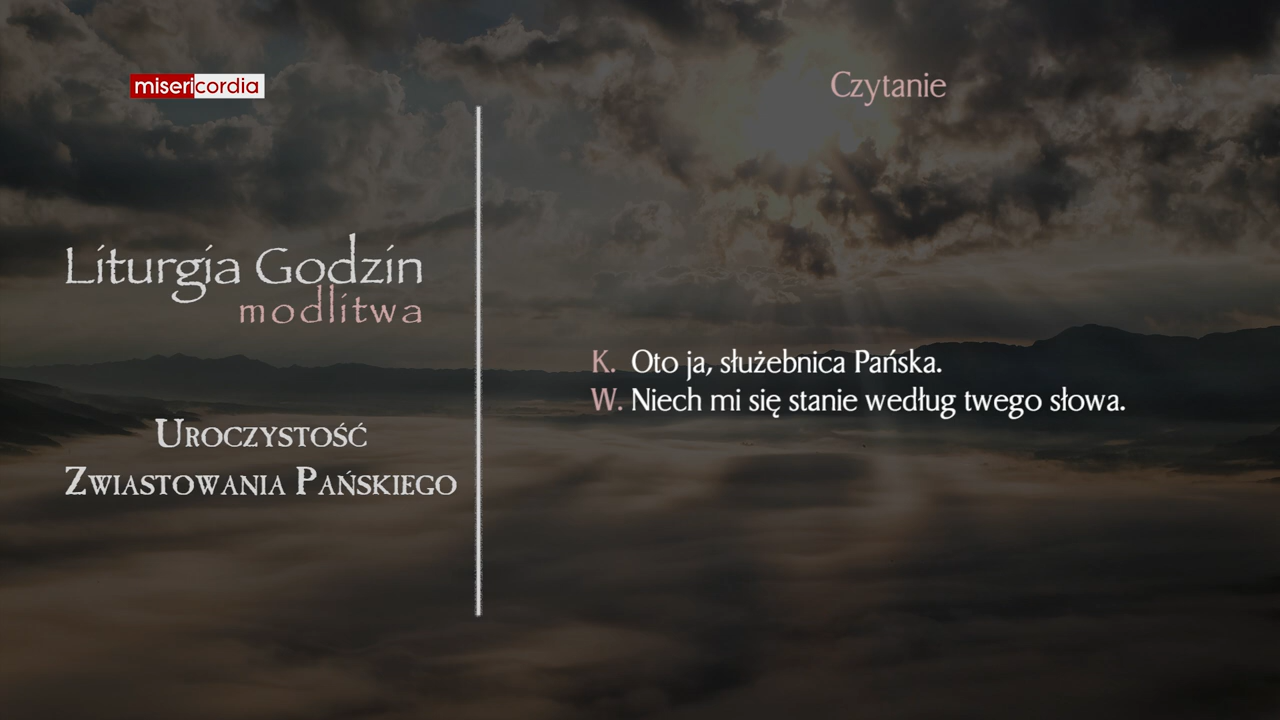 misericordia
Liturgia Godzin
modlitwa
Uroczystość
Zwiastowania Pańskiego
Czytanie
K. Oto ja, służebnica Pańska.
W. Niech mi się stanie według twego słowa.